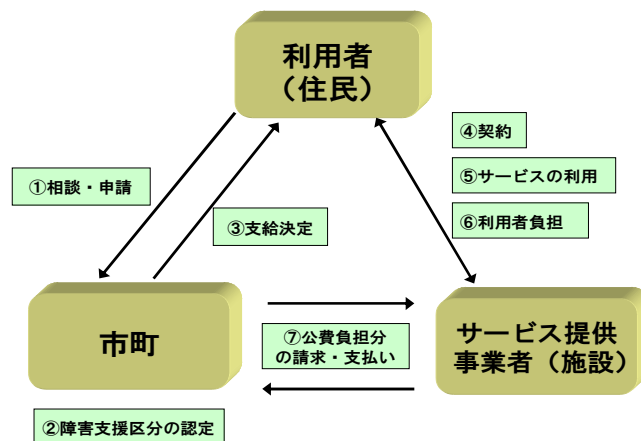 利用者
（住民）
④契約
①相談・申請
⑤サービスの利用
③支給決定
⑥利用者負担
市町
⑦公費負担分
の請求・支払い
サービス提供
事業者（施設）
②障害支援区分の認定